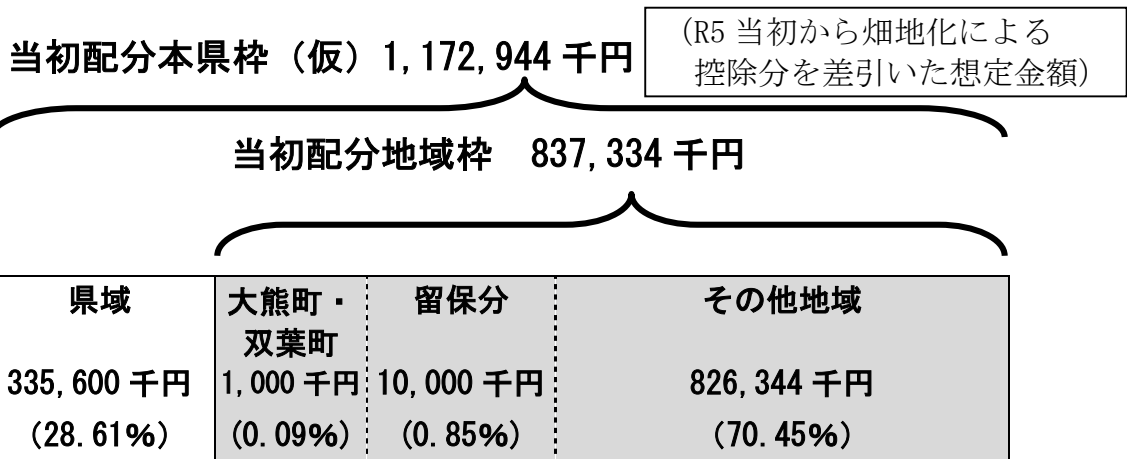 当初配分本県枠（仮）1,172,944 千円
（R5 当初から畑地化による
控除分を差引いた想定金額）
当初配分地域枠　837,334 千円
県域
335,600 千円
（28.61％）
大熊町・
双葉町
1,000 千円
（0.09％）
留保分
10,000 千円
（0.85％）
その他地域
826,344 千円
（70.45％）